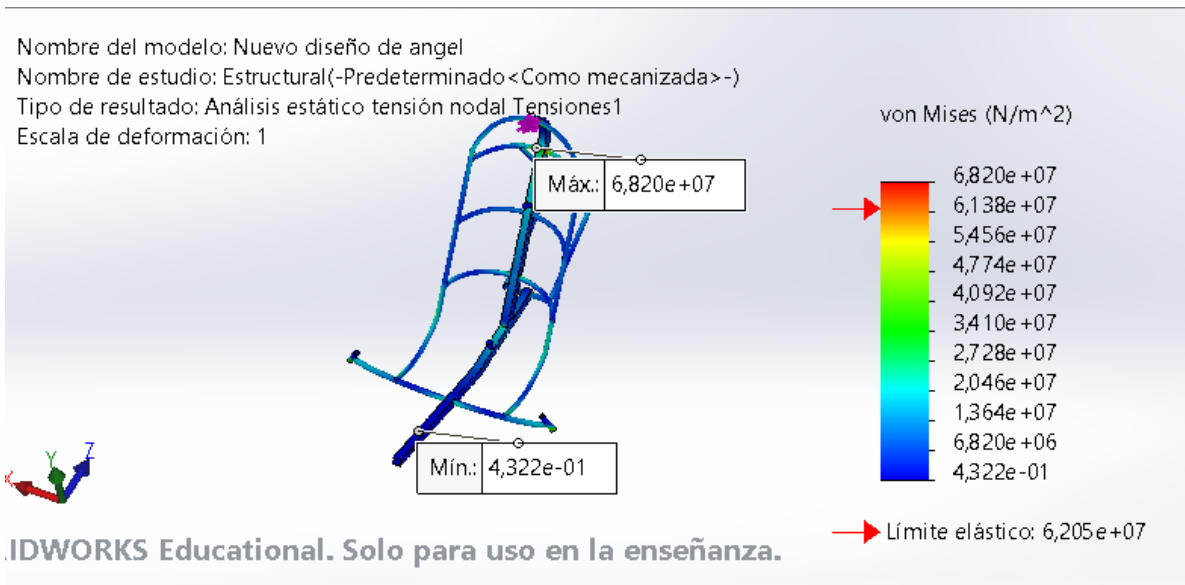 Nombre del modelo: Nuevo diseño de angel
Nombre de estudio: Estructural(-Predeterminado<Como mecanizada>-)
Tipo de resultado: Análisis estático tensión nodal Tensiones1
Escala de deformación: 1
von Mises (N/m^2)
6,820e+07
6,138e+07
5,456e+07
4,774e+07
4,092e+07
3,410e+07
2,728e+07
2,046e+07
1,364e+07
6,820e+06
4,322e-01
Límite elástico: 6,205e+07
Máx.: 6,820e+07
Mín.: 4,322e-01
X
Y
Z
.IDWORKS Educational. Solo para uso en la enseñanza.